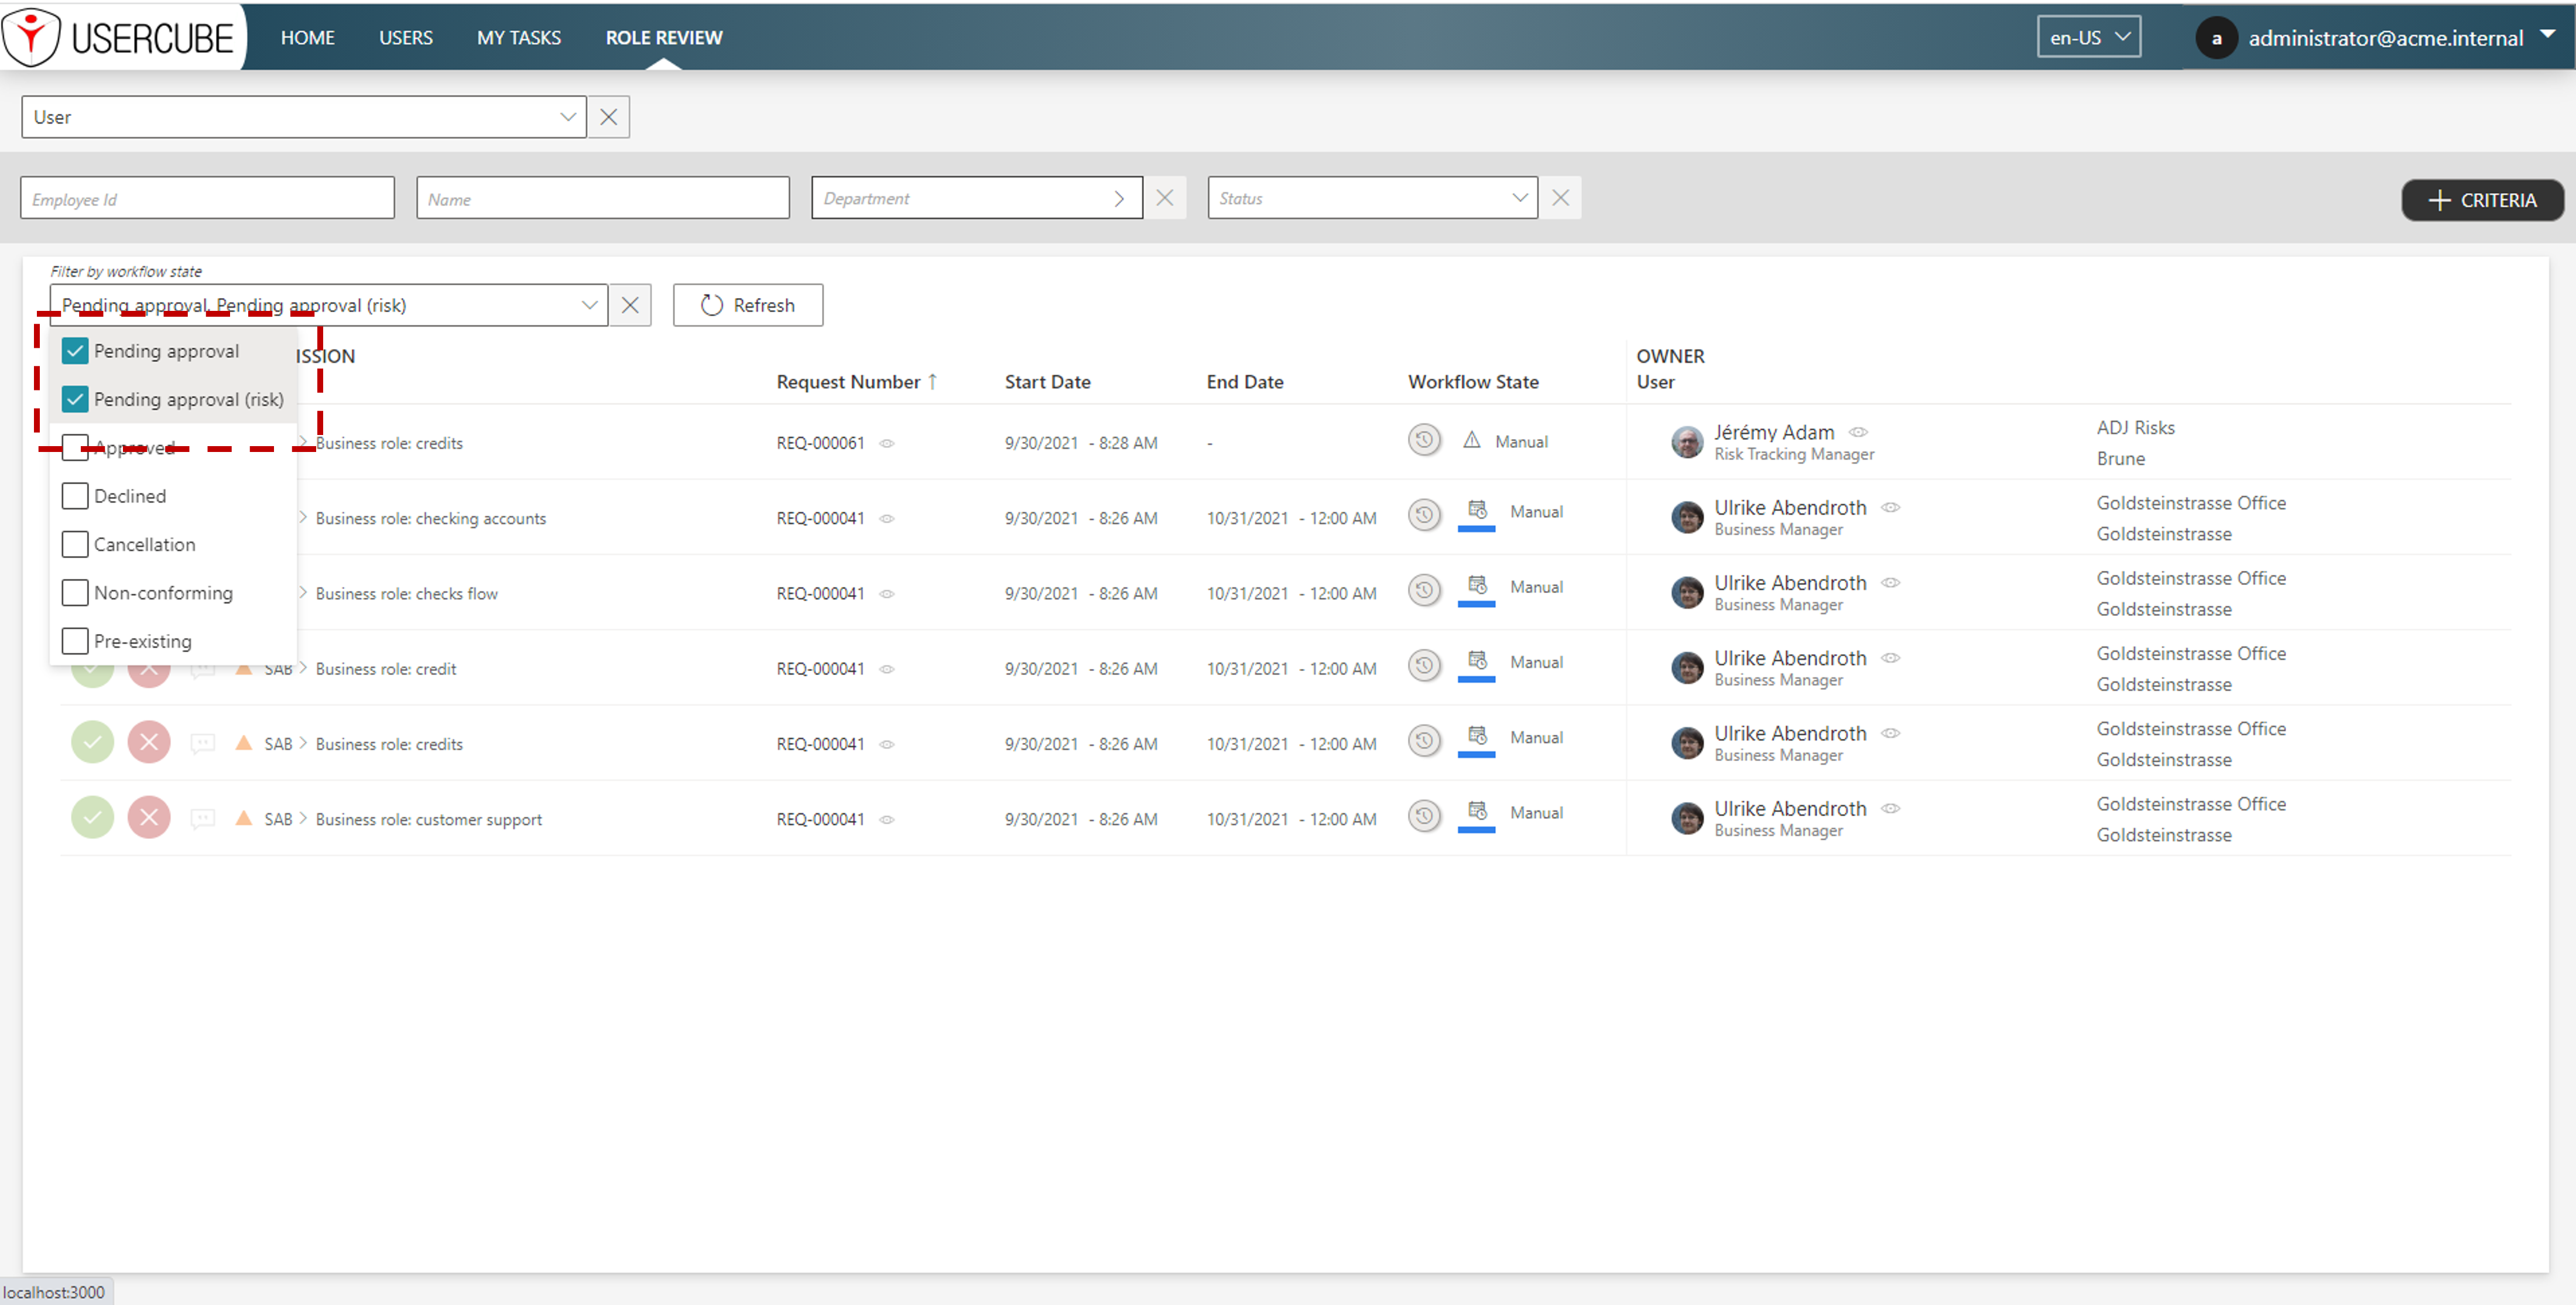 USERCUBE HOME USERS MY TASKS ROLE REVIEW en-US a administrator@acme.internal
User
Employee Id Name Department Status CRITERIA
Filter by workflow state
Pending approval, Pending approval (risk) Refresh
Pending approval
Pending approval (risk)
Approved
Declined
Cancellation
Non-conforming
Pre-existing
ISSION OWNER
Request Number ↑ Start Date End Date Workflow State User
Business role: credits REQ-000061 9/30/2021 - 8:28 AM - Manual Jérémy Adam ADJ Risks
Risk Tracking Manager Brune
Business role: checking accounts REQ-000041 9/30/2021 - 8:26 AM 10/31/2021 - 12:00 AM Manual Ulrike Abendroth Goldsteinstrasse Office
Business Manager Goldsteinstrasse
Business role: checks flow REQ-000041 9/30/2021 - 8:26 AM 10/31/2021 - 12:00 AM Manual Ulrike Abendroth Goldsteinstrasse Office
Business Manager Goldsteinstrasse
SAB > Business role: credit REQ-000041 9/30/2021 - 8:26 AM 10/31/2021 - 12:00 AM Manual Ulrike Abendroth Goldsteinstrasse Office
Business Manager Goldsteinstrasse
SAB > Business role: credits REQ-000041 9/30/2021 - 8:26 AM 10/31/2021 - 12:00 AM Manual Ulrike Abendroth Goldsteinstrasse Office
Business Manager Goldsteinstrasse
SAB > Business role: customer support REQ-000041 9/30/2021 - 8:26 AM 10/31/2021 - 12:00 AM Manual Ulrike Abendroth Goldsteinstrasse Office
Business Manager Goldsteinstrasse
localhost:3000